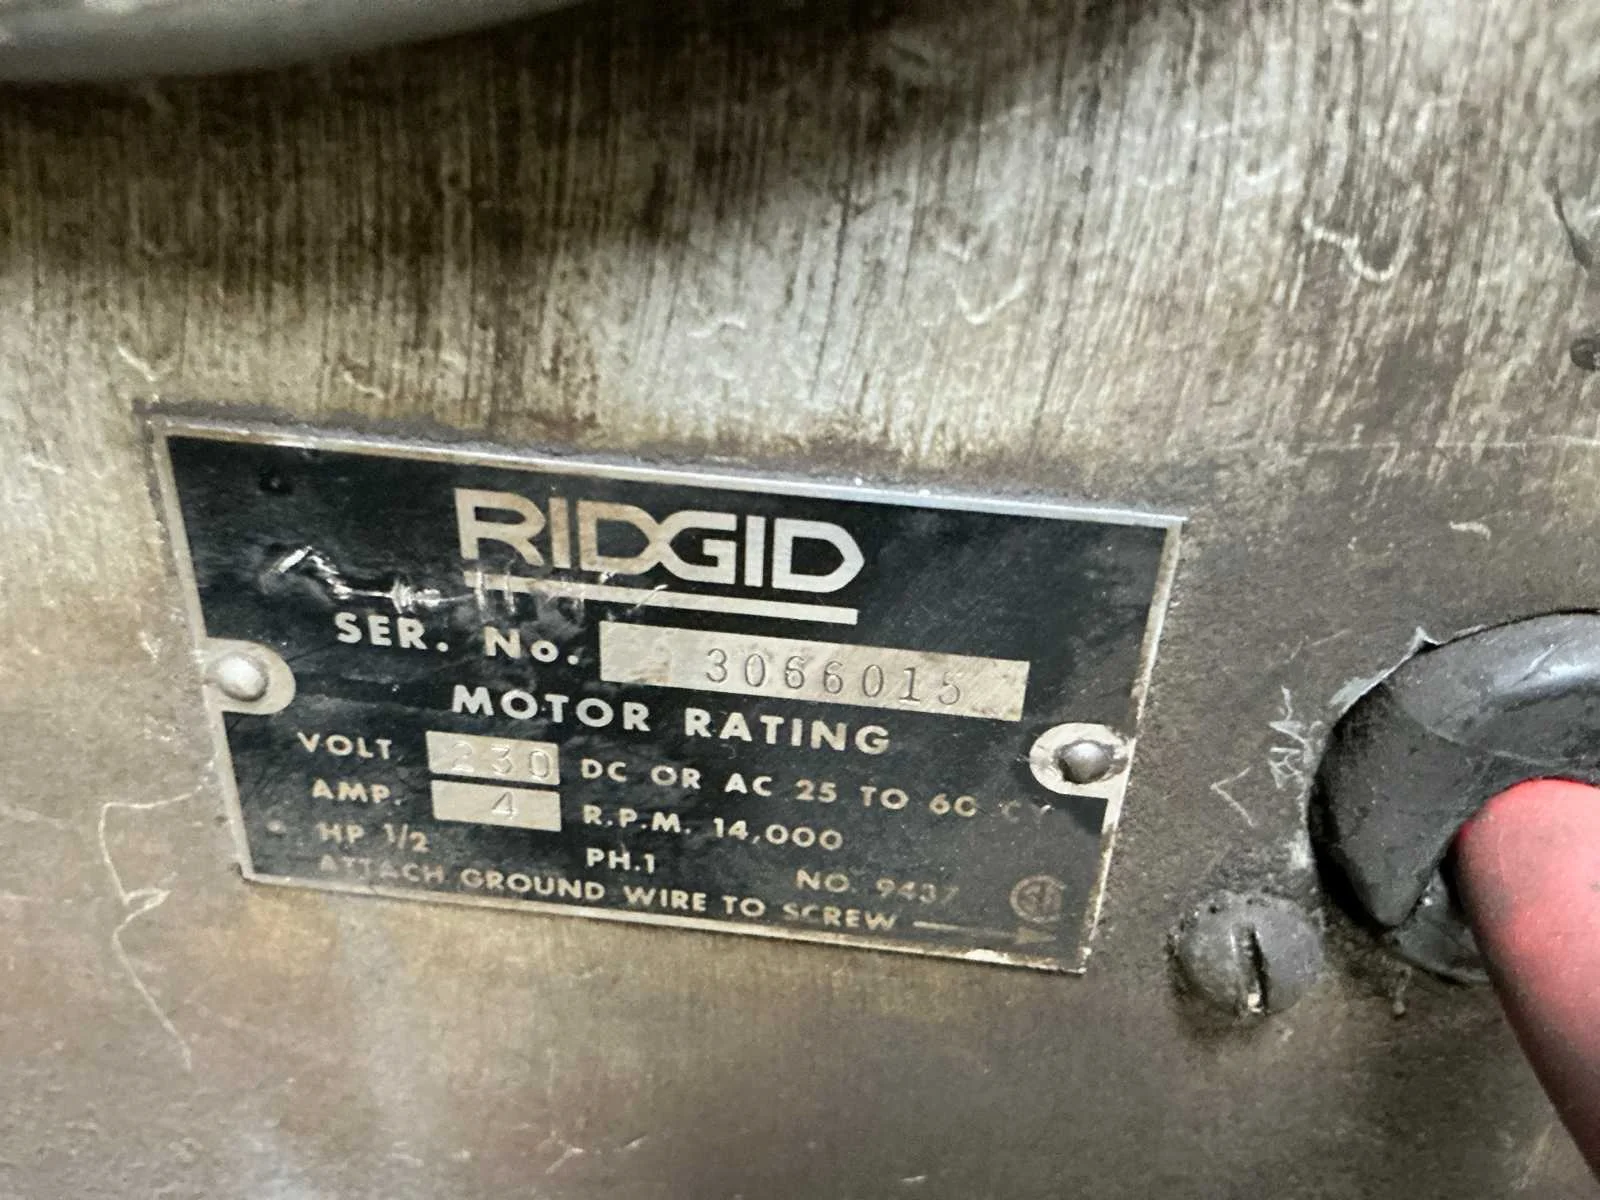 RIDGID
SER. No. 3066015
MOTOR RATING
VOLT. 230 DC OR AC 25 TO 60 CY
AMP. 4 R.P.M. 14,000
HP 1/2 PH.1 NO. 9437
ATTACH GROUND WIRE TO SCREW